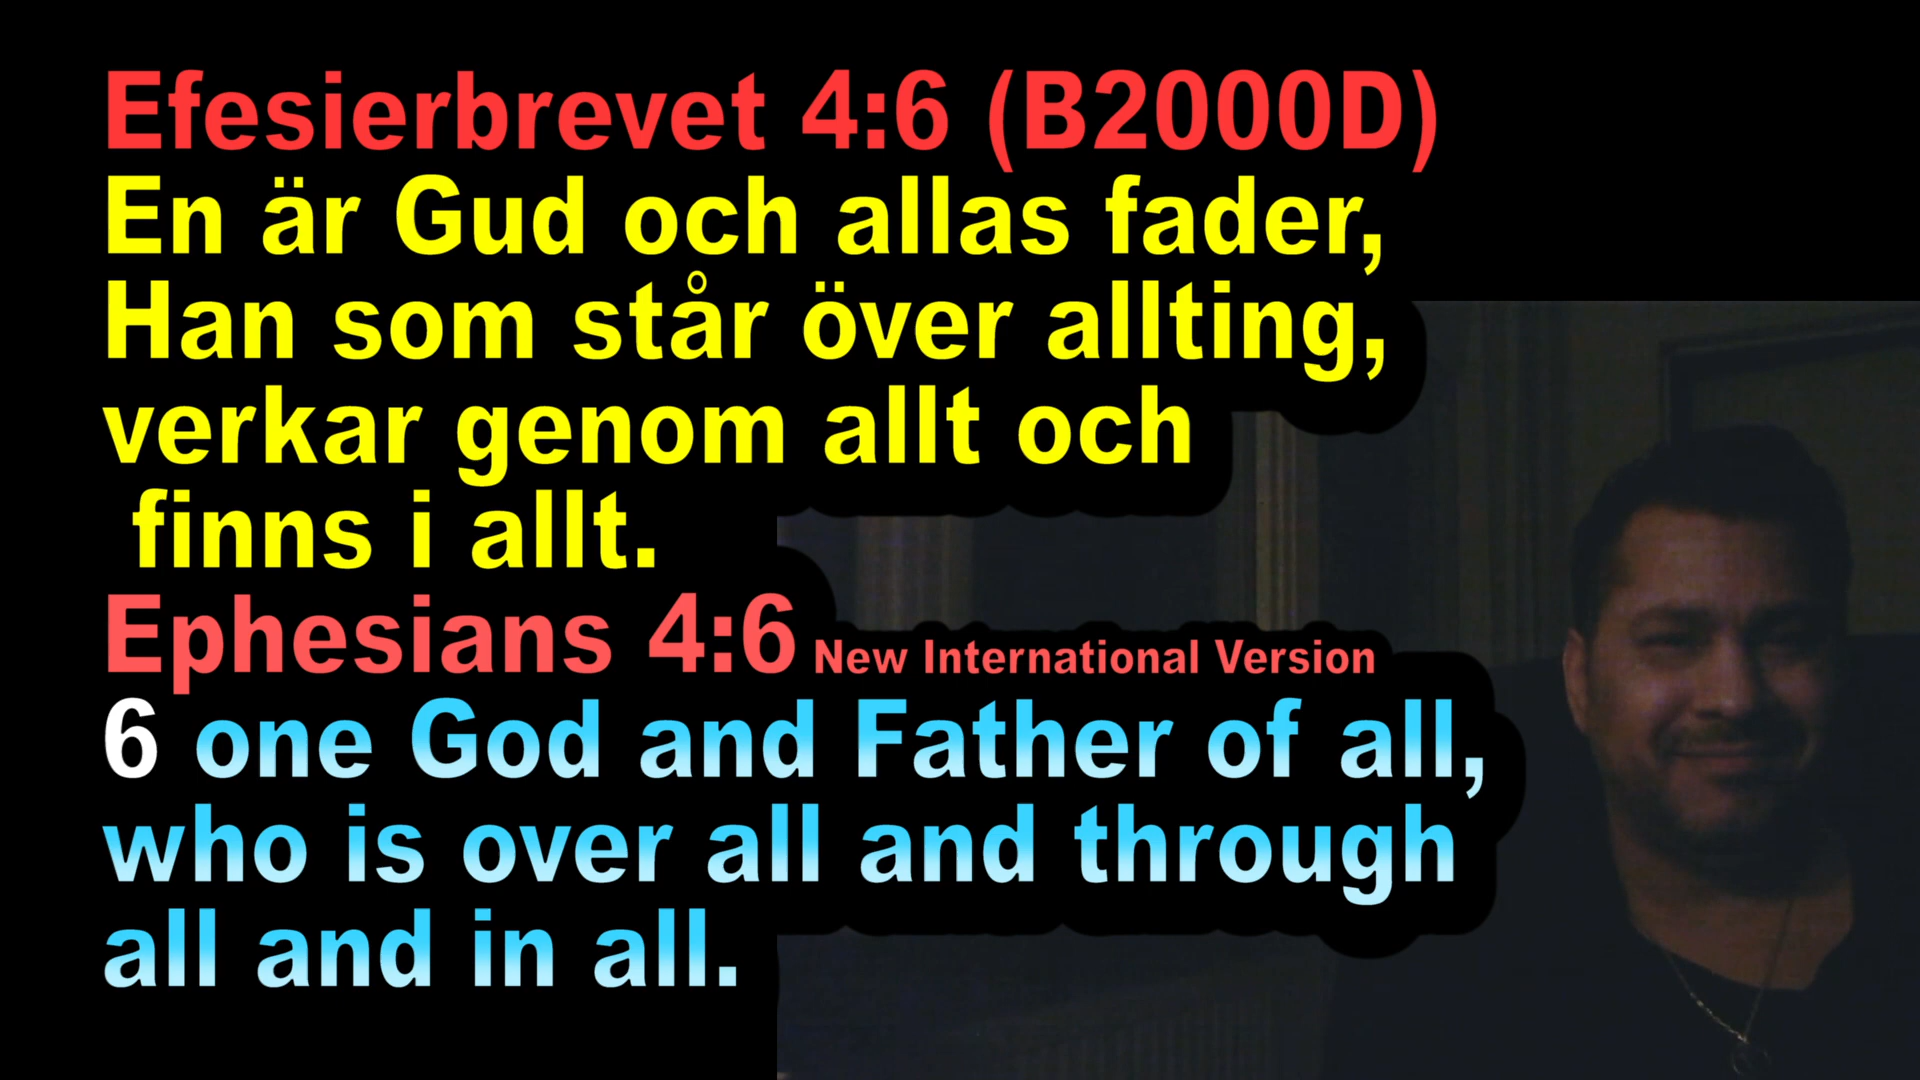 Efesierbrevet 4:6 (B2000D)
En är Gud och allas fader,
Han som står över allting,
verkar genom allt och
finns i allt.
Ephesians 4:6 New International Version
6 one God and Father of all,
who is over all and through
all and in all.